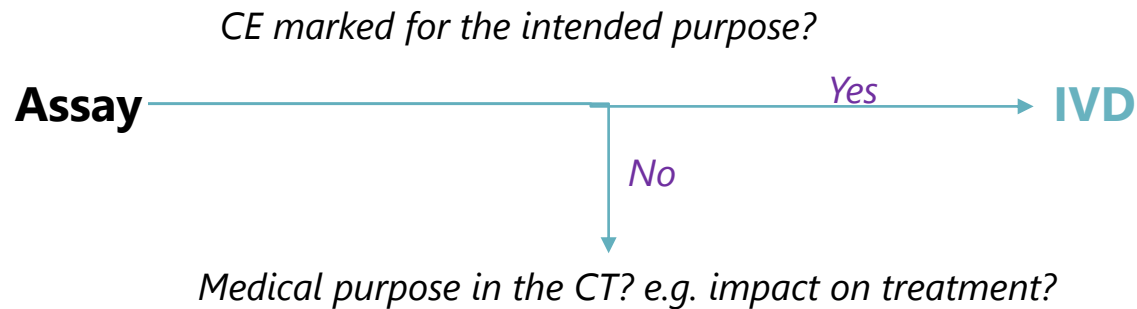 CE marked for the intended purpose?
Assay
Yes
IVD
No
Medical purpose in the CT? e.g. impact on treatment?